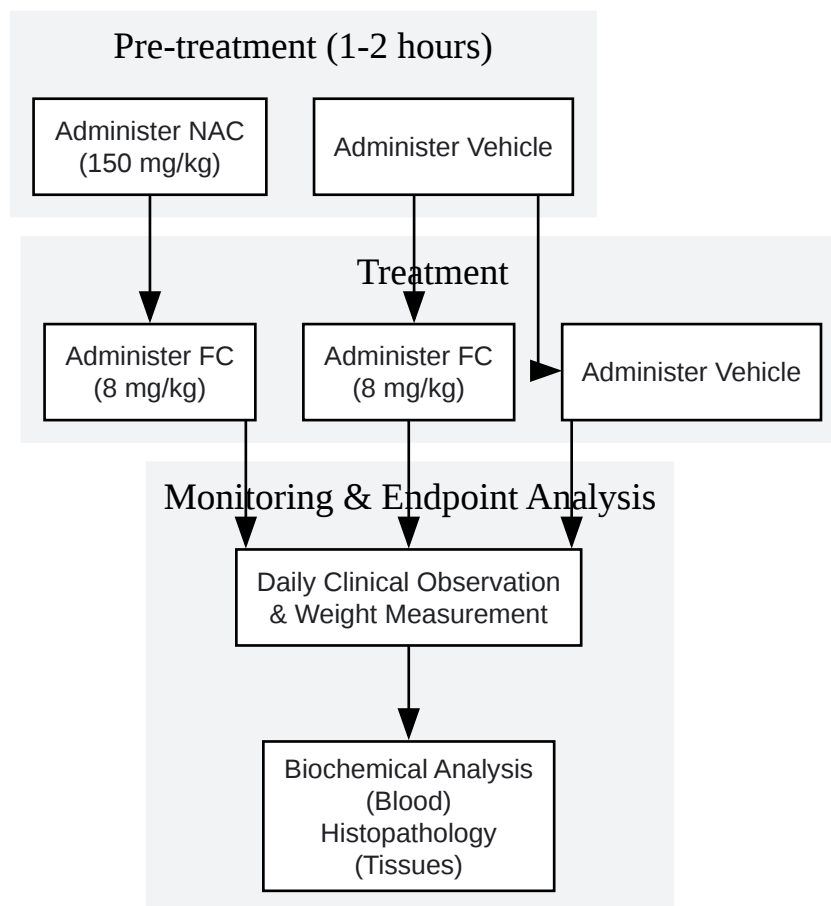 Pre-treatment (1-2 hours)
Administer NAC
(150 mg/kg)
Administer Vehicle
Treatment
Administer FC
(8 mg/kg)
Administer FC
(8 mg/kg)
Administer Vehicle
Monitoring & Endpoint Analysis
Daily Clinical Observation
& Weight Measurement
Biochemical Analysis
(Blood)
Histopathology
(Tissues)